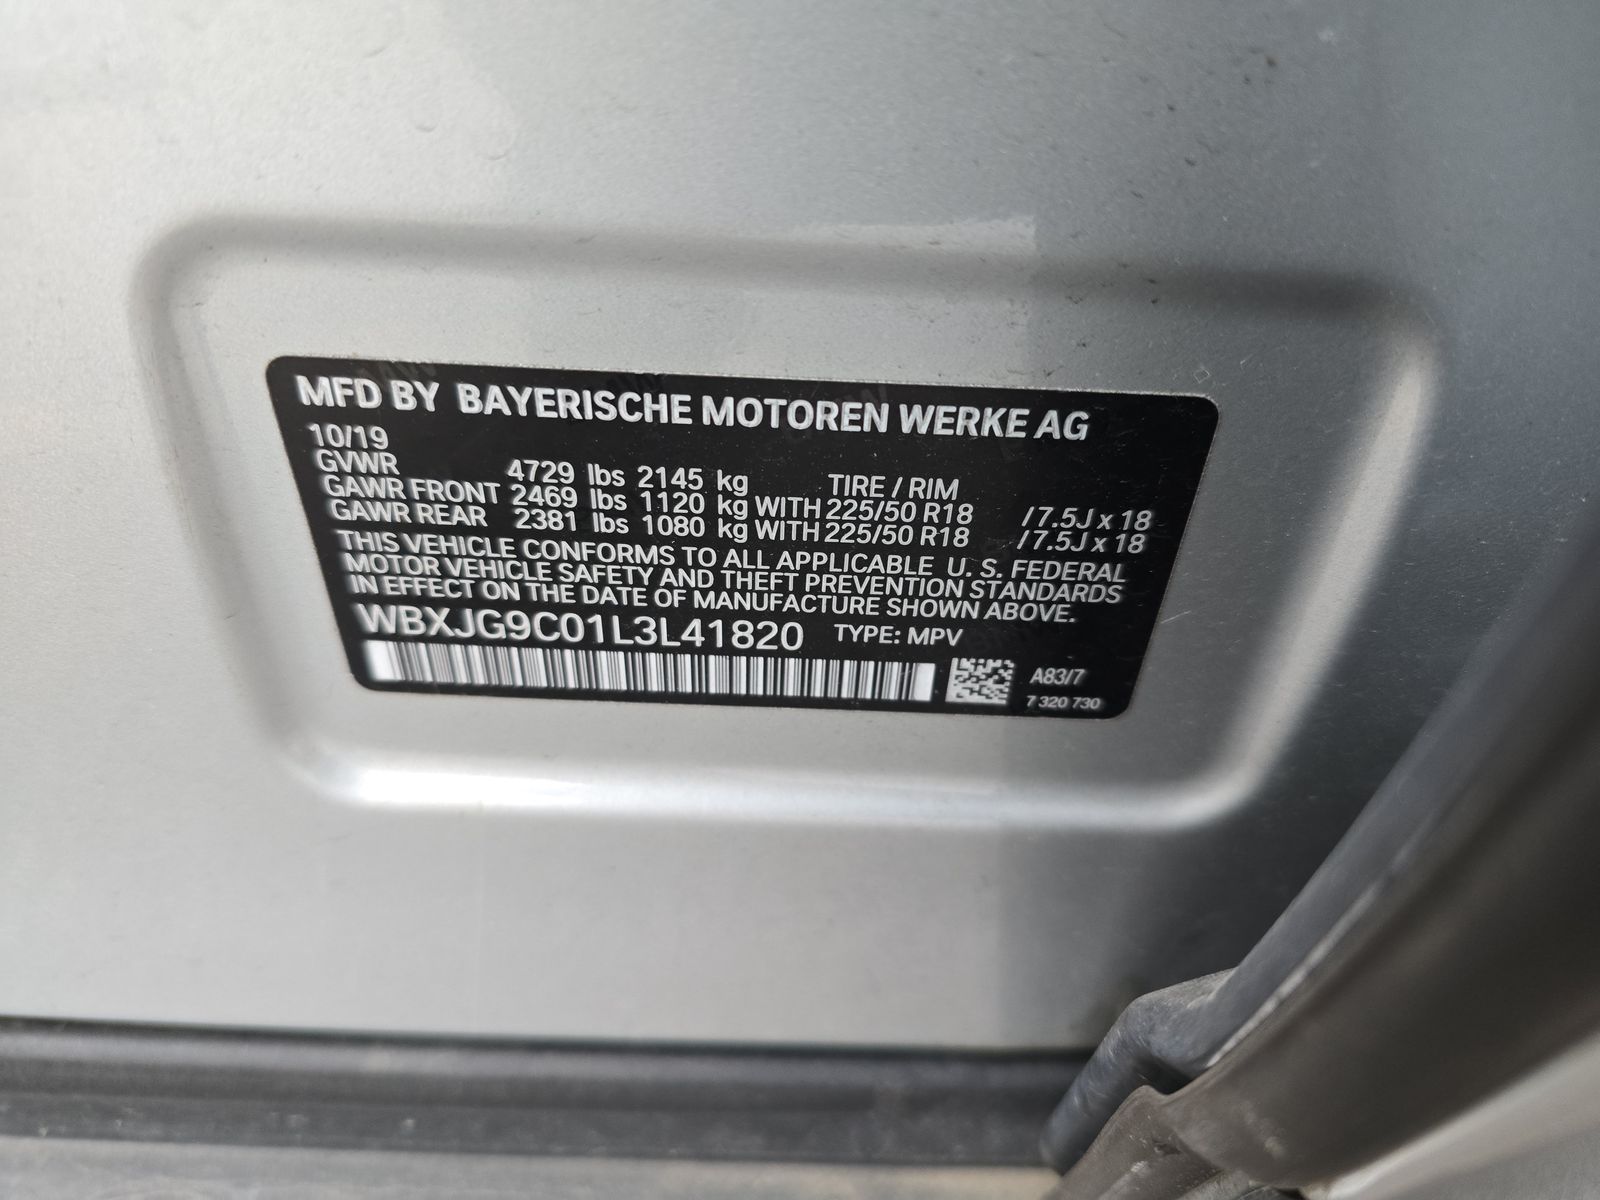 MFD BY BAYERISCHE MOTOREN WERKE AG
10/19
GVWR 4729 lbs 2145 kg TIRE / RIM
GAWR FRONT 2469 lbs 1120 kg WITH 225/50 R18 / 7.5J x 18
GAWR REAR 2381 lbs 1080 kg WITH 225/50 R18 / 7.5J x 18
THIS VEHICLE CONFORMS TO ALL APPLICABLE U. S. FEDERAL
MOTOR VEHICLE SAFETY AND THEFT PREVENTION STANDARDS
IN EFFECT ON THE DATE OF MANUFACTURE SHOWN ABOVE.
WBXJG9C01L3L41820 TYPE: MPV
A83/7
7 320 730